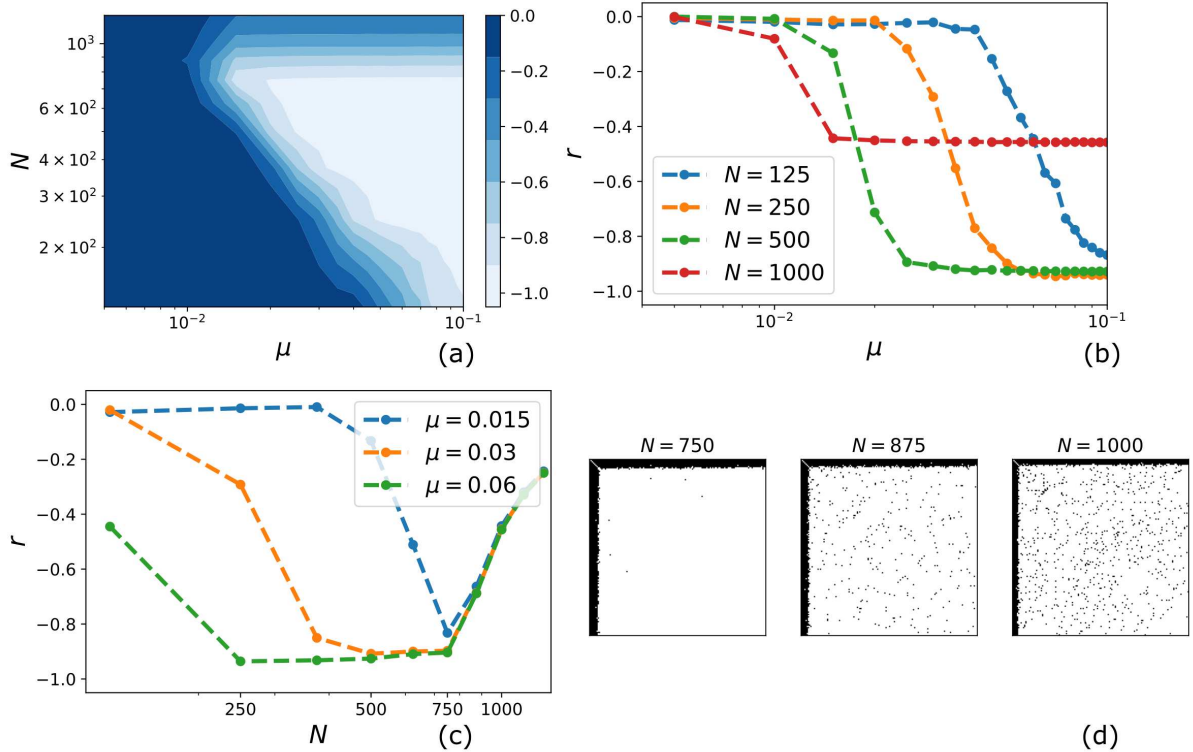 10³
6 × 10²
4 × 10²
3 × 10²
2 × 10²
N
10⁻²
10⁻¹
μ
(a)
0.0
−0.2
−0.4
−0.6
−0.8
−1.0
0.0
−0.2
−0.4
−0.6
−0.8
−1.0
r
N = 125
N = 250
N = 500
N = 1000
10⁻²
10⁻¹
μ
(b)
0.0
−0.2
−0.4
−0.6
−0.8
−1.0
r
μ = 0.015
μ = 0.03
μ = 0.06
250
500
750
1000
N
(c)
N = 750
N = 875
N = 1000
(d)